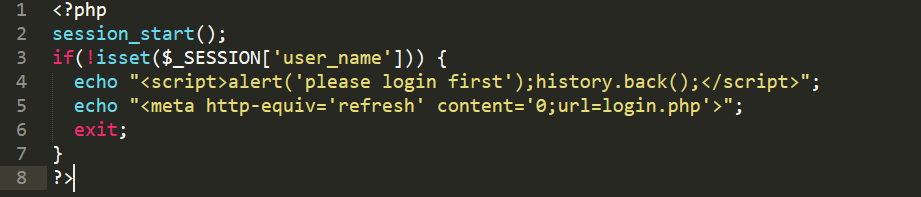 1 <?php
2 session_start();
3 if(!isset($_SESSION['user_name'])) {
4   echo "<script>alert('please login first');history.back();</script>";
5   echo "<meta http-equiv='refresh' content='0;url=login.php'>";
6   exit;
7 }
8 ?>